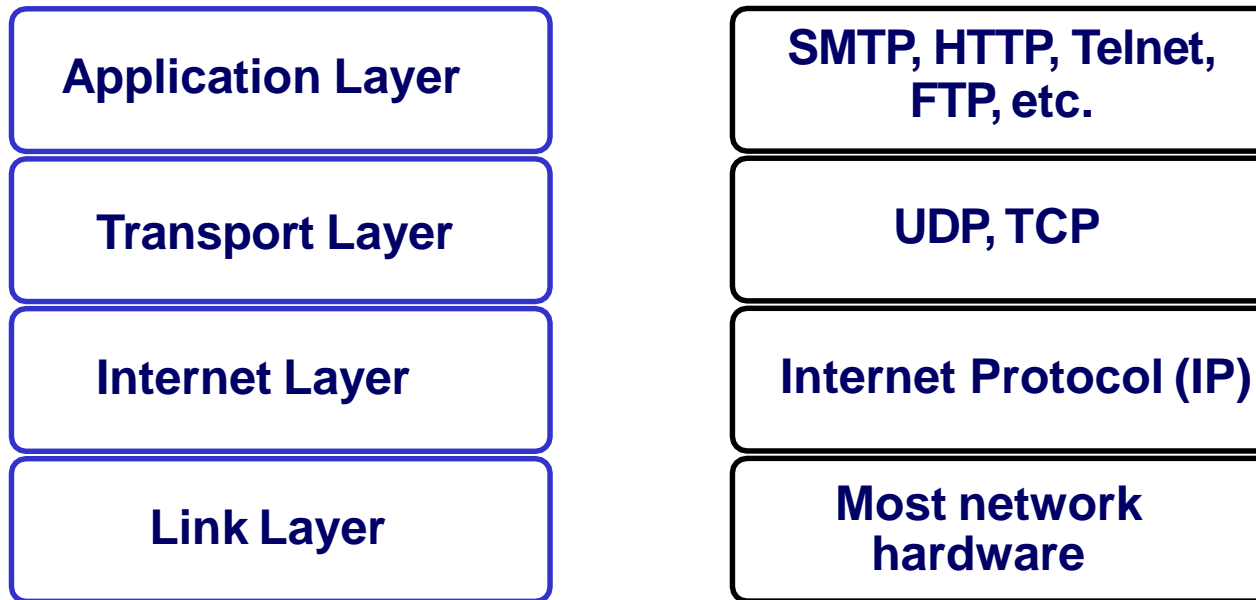 Application Layer
SMTP, HTTP, Telnet,
FTP, etc.
Transport Layer
UDP, TCP
Internet Layer
Internet Protocol (IP)
Link Layer
Most network
hardware